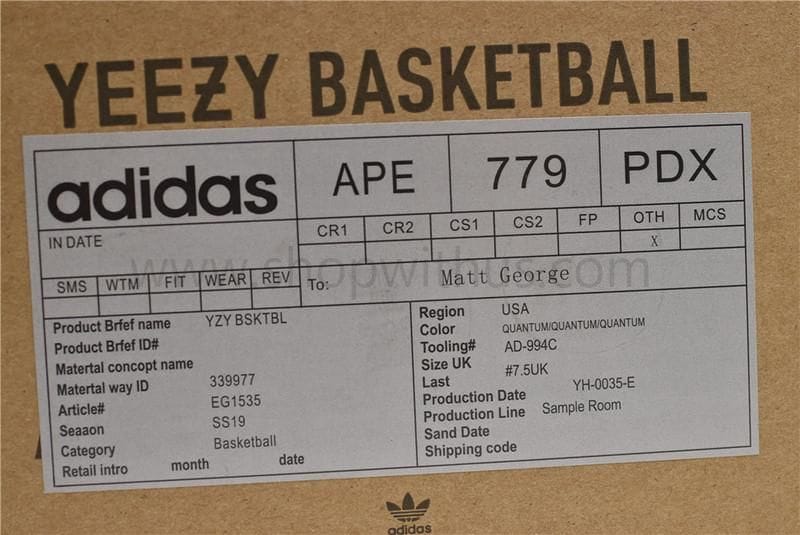 YEEZY BASKETBALL
adidas
APE 779 PDX
IN DATE
CR1 CR2 CS1 CS2 FP OTH MCS
X
www.shopwithus.com
SMS WTM FIT WEAR REV
To: Matt George
Product Brfef name YZY BSKTBL
Product Brfef ID#
Matertal concopt name
Matertal way ID 339977
Article# EG1535
Seaaon SS19
Category Basketball
Retail intro month date
Region USA
Color QUANTUM/QUANTUM/QUANTUM
Tooling# AD-994C
Size UK #7.5UK
Last YH-0035-E
Production Date
Production Line Sample Room
Sand Date
Shipping code
adidas